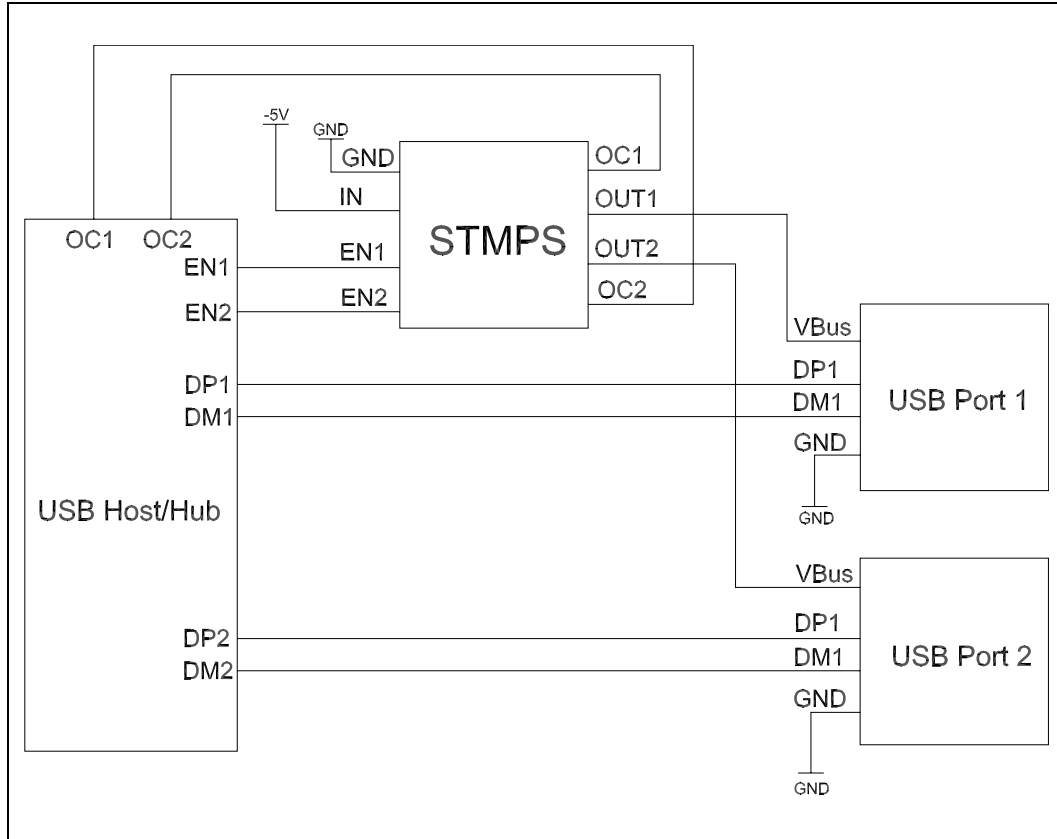 -5V
GND
GND
OC1
IN
OUT1
STMPS
OC1
OC2
EN1
EN1
OUT2
EN2
EN2
OC2
VBus
DP1
DP1
DM1
DM1
USB Port 1
GND
USB Host/Hub
GND
VBus
DP2
DP1
DM2
DM1
USB Port 2
GND
GND